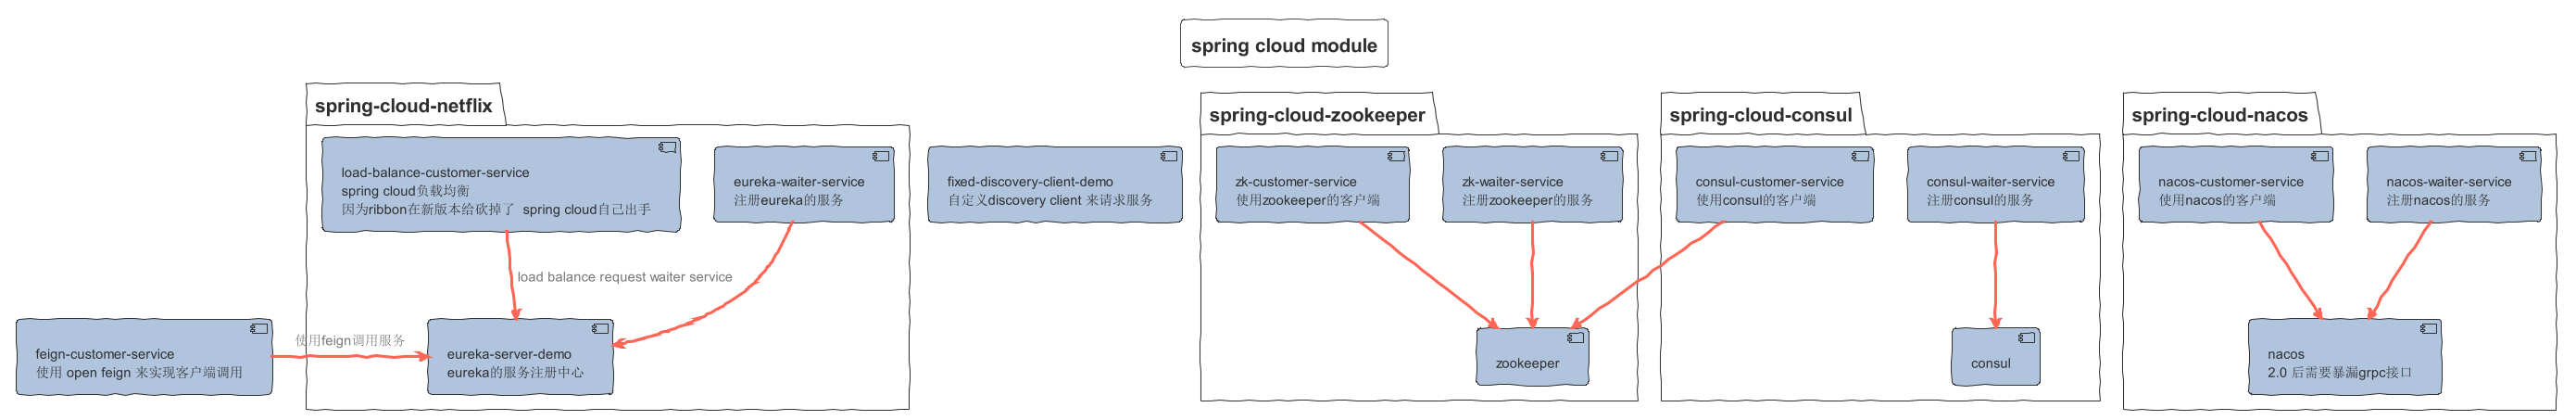 spring cloud module
spring-cloud-netflix
load-balance-customer-service
spring cloud负载均衡
因为ribbon在新版本给砍掉了 spring cloud自己出手
eureka-waiter-service
注册eureka的服务
load balance request waiter service
feign-customer-service
使用 open feign 来实现客户端调用
使用feign调用服务
eureka-server-demo
eureka的服务注册中心
fixed-discovery-client-demo
自定义discovery client 来请求服务
spring-cloud-zookeeper
zk-customer-service
使用zookeeper的客户端
zk-waiter-service
注册zookeeper的服务
zookeeper
spring-cloud-consul
consul-customer-service
使用consul的客户端
consul-waiter-service
注册consul的服务
consul
spring-cloud-nacos
nacos-customer-service
使用nacos的客户端
nacos-waiter-service
注册nacos的服务
nacos
2.0 后需要暴漏grpc接口